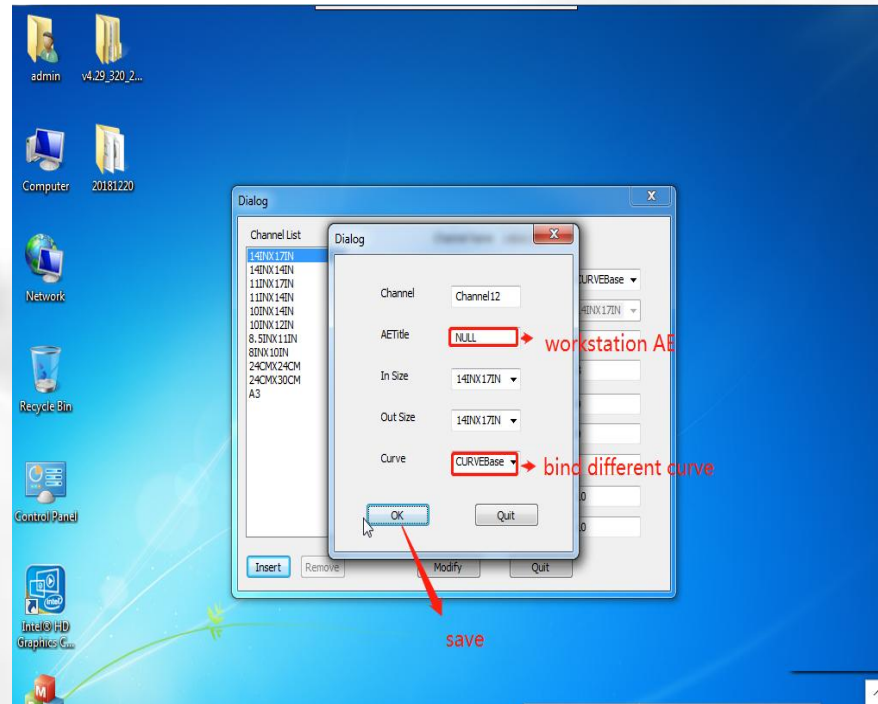 admin
v4.29_320_2...
Computer
20181220
Network
Recycle Bin
Control Panel
Intel® HD
Graphics C...
Dialog
X
Channel List
14INX17IN
14INX14IN
11INX17IN
11INX14IN
10INX14IN
10INX12IN
8.5INX11IN
8INX10IN
24CMX24CM
24CMX30CM
A3
CURVEBase
14INX17IN
Insert
Remove
Modify
Quit
Dialog
X
Channel
Channel12
AETitle
NULL
workstation AE
In Size
14INX17IN
Out Size
14INX17IN
Curve
CURVEBase
bind different curve
OK
Quit
save